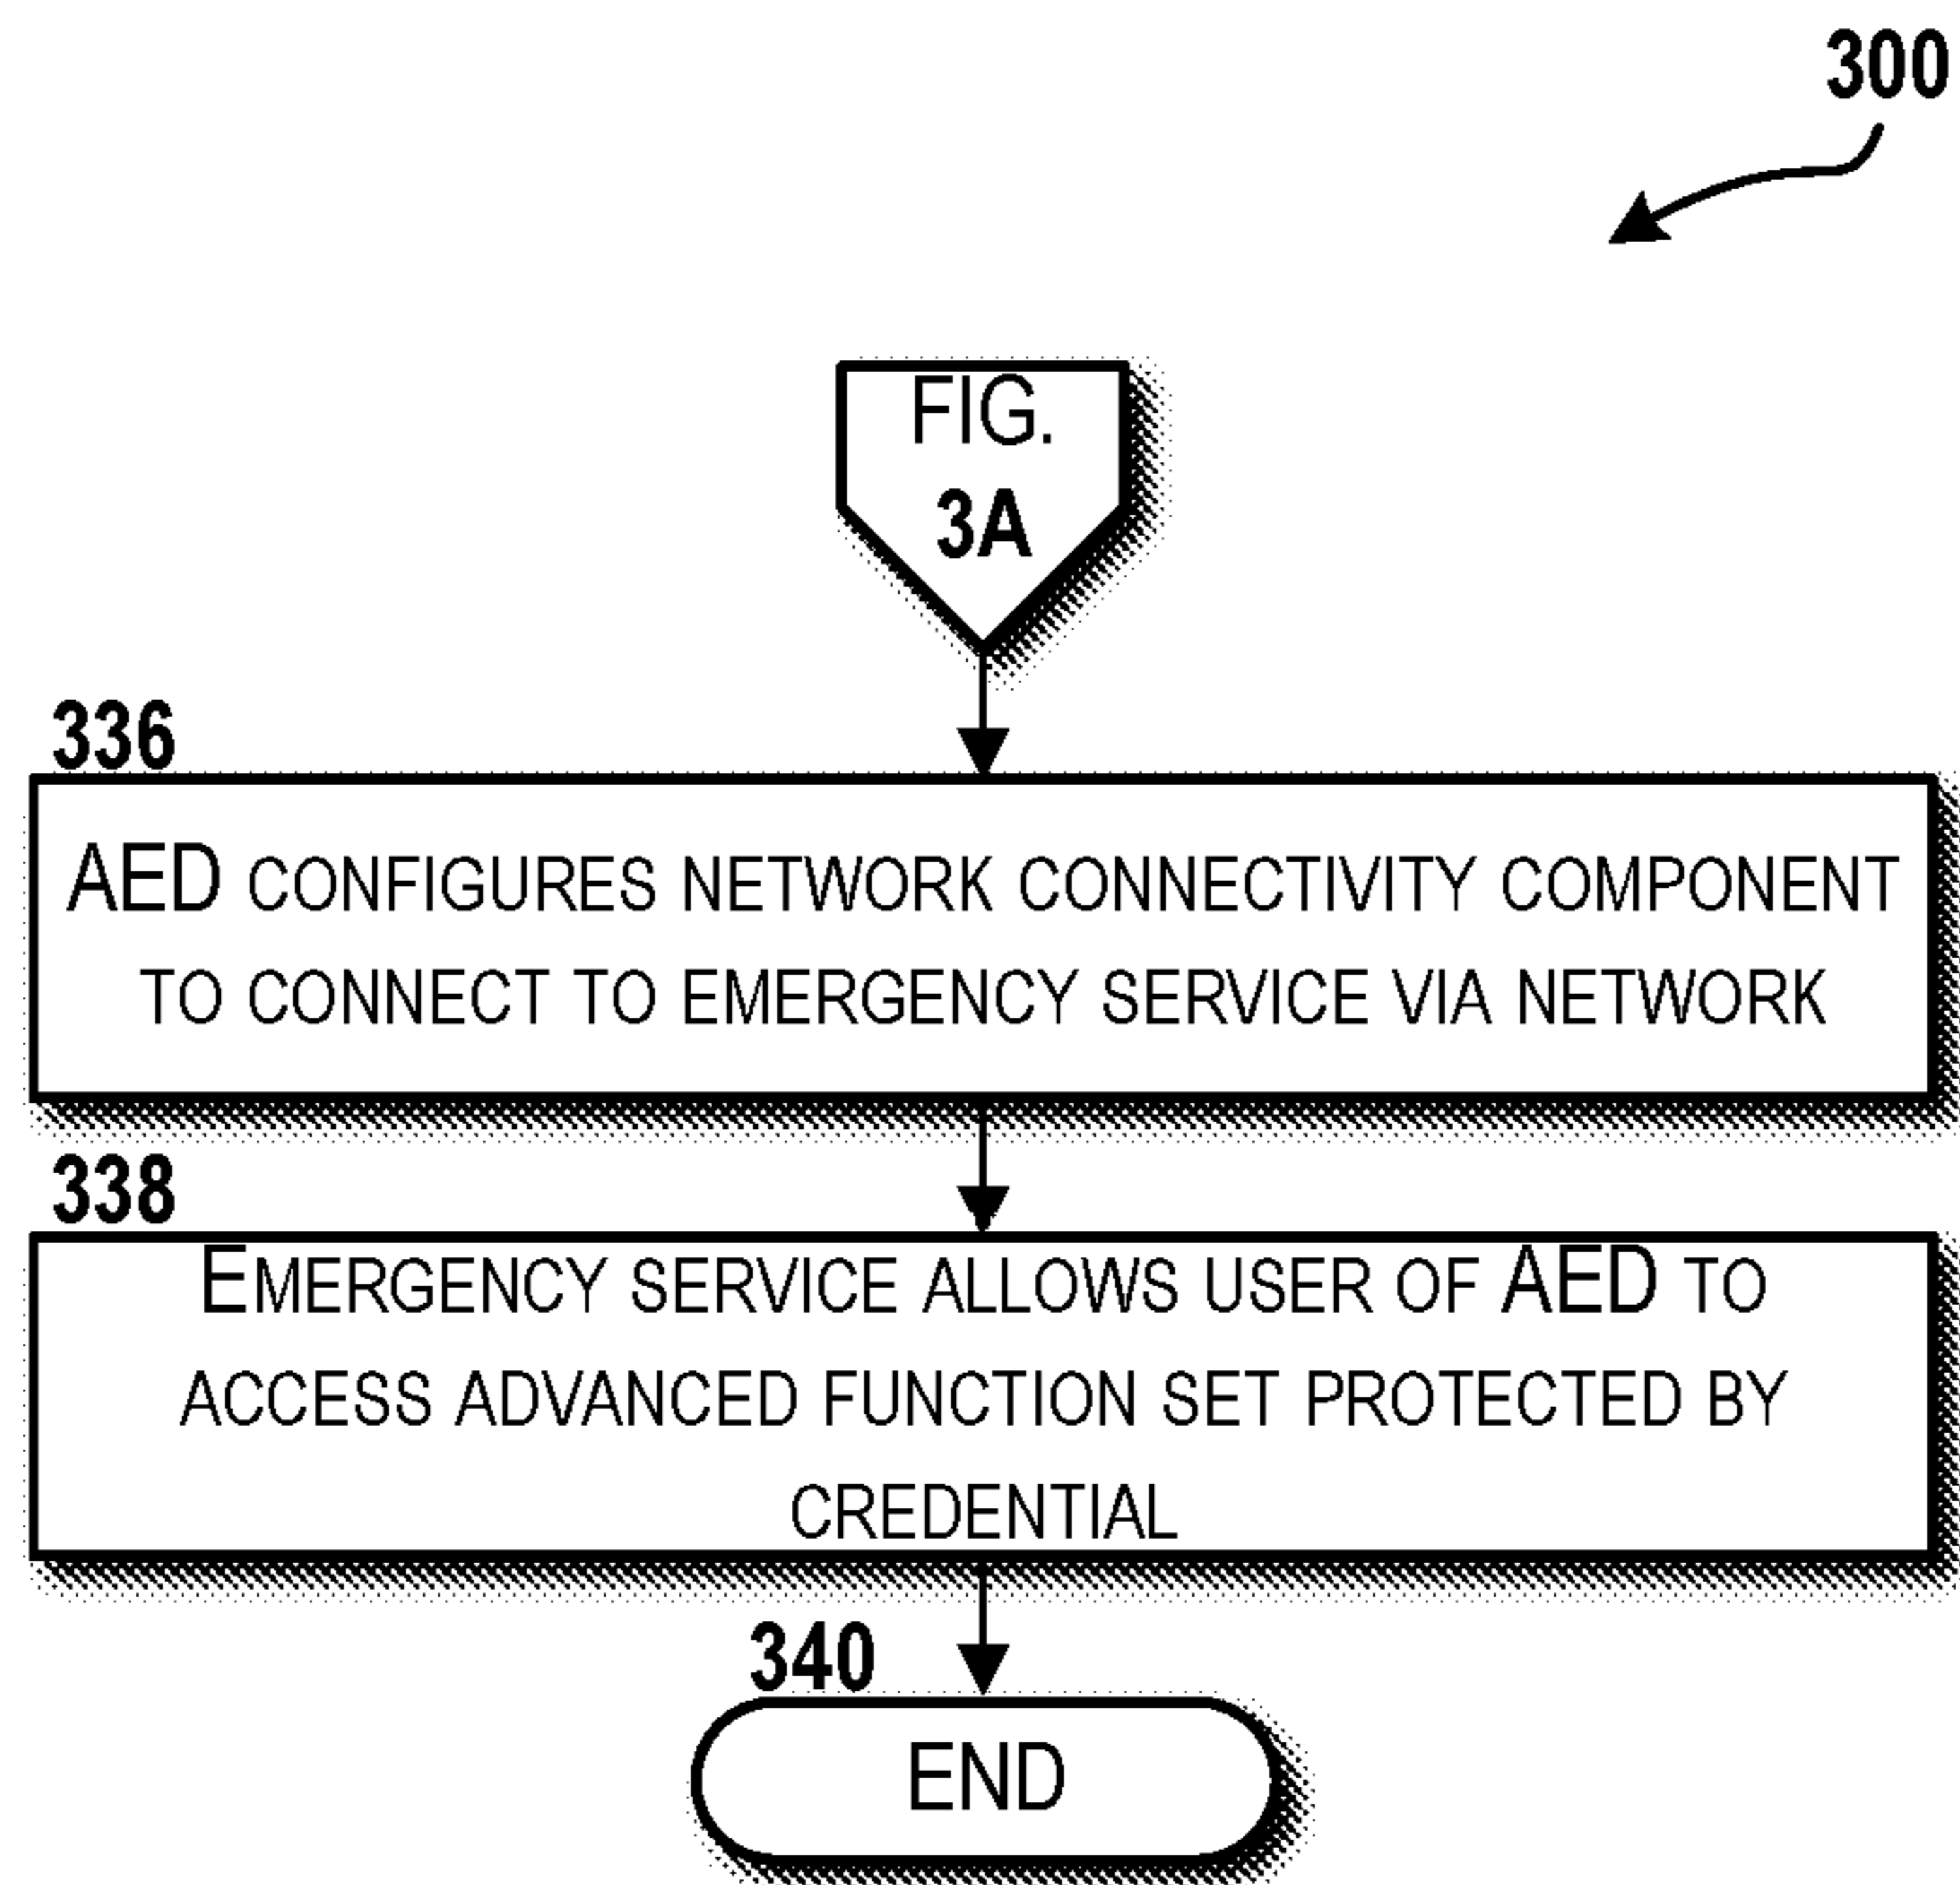 300
FIG.
3A
336
AED CONFIGURES NETWORK CONNECTIVITY COMPONENT
TO CONNECT TO EMERGENCY SERVICE VIA NETWORK
338
EMERGENCY SERVICE ALLOWS USER OF AED TO
ACCESS ADVANCED FUNCTION SET PROTECTED BY
CREDENTIAL
340
END